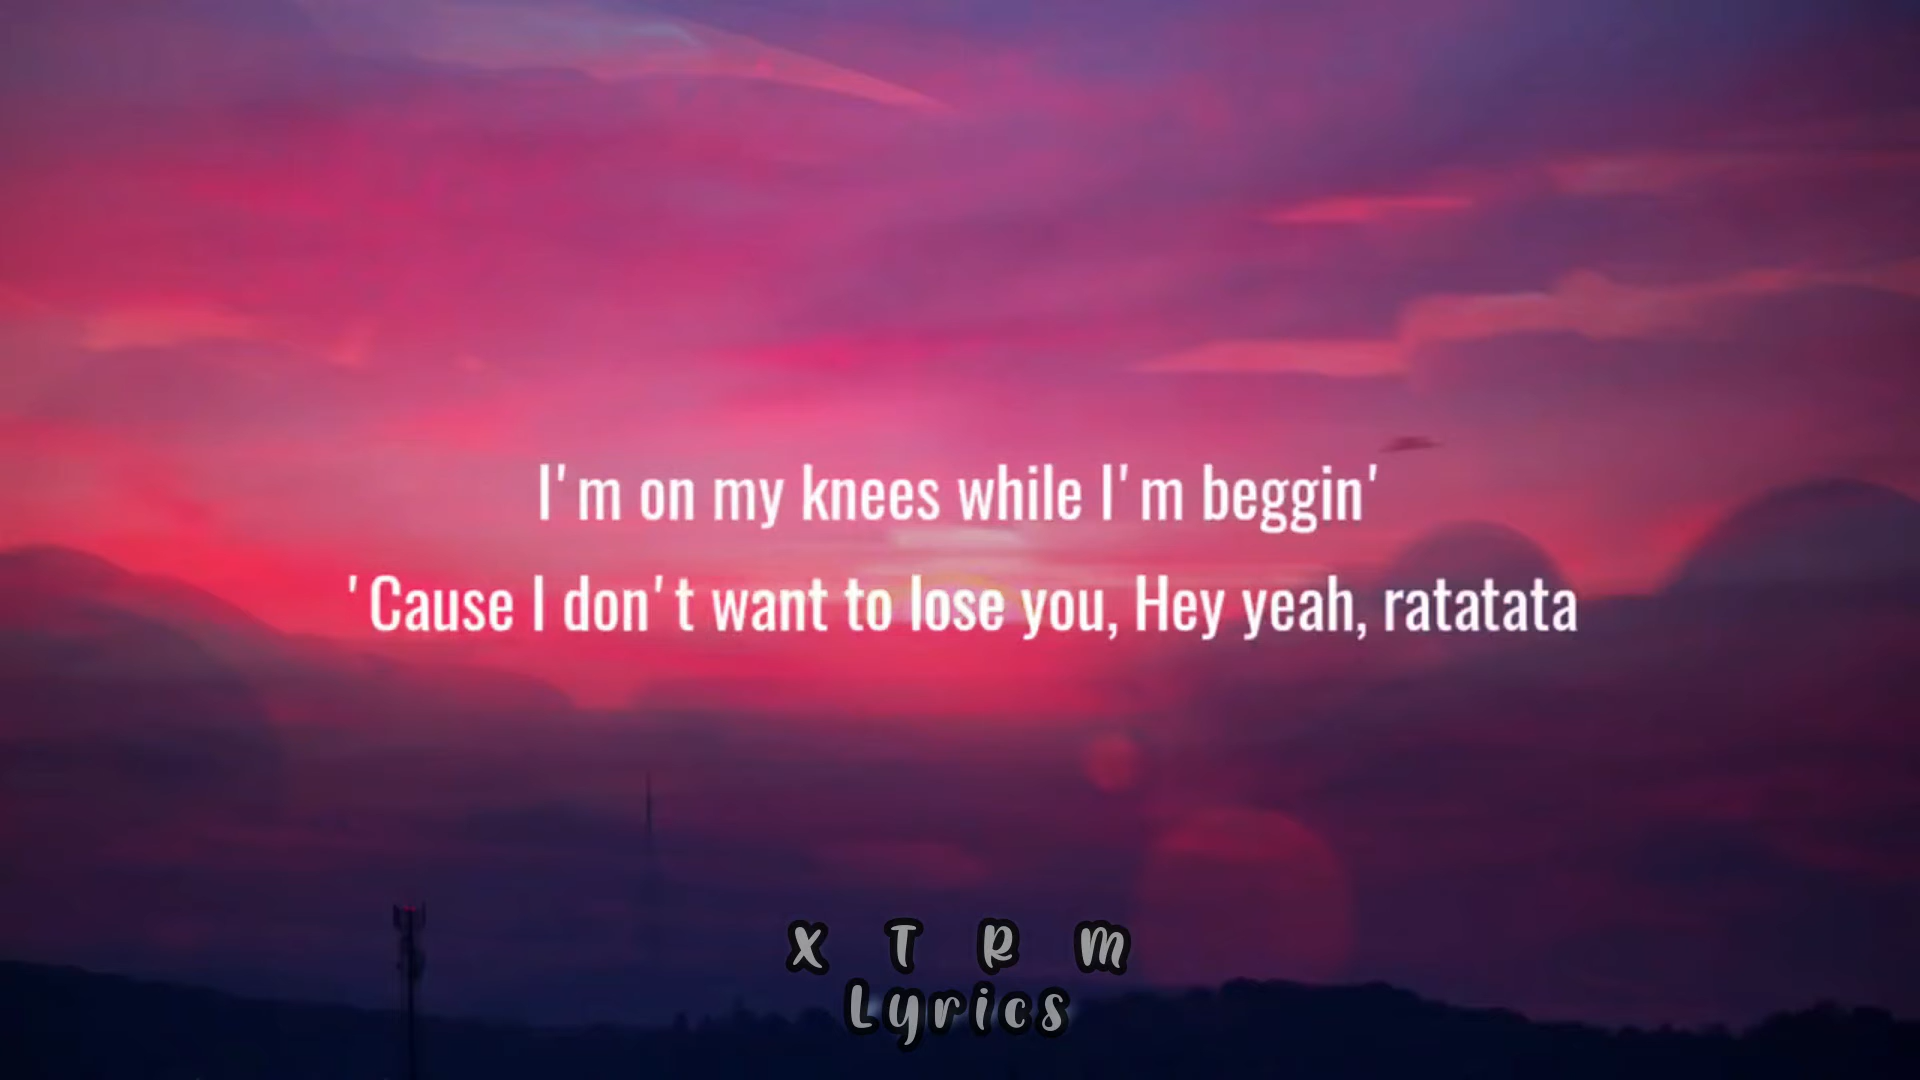 I'm on my knees while I'm beggin'
'Cause I don't want to lose you, Hey yeah, ratatata
X T R M
Lyrics